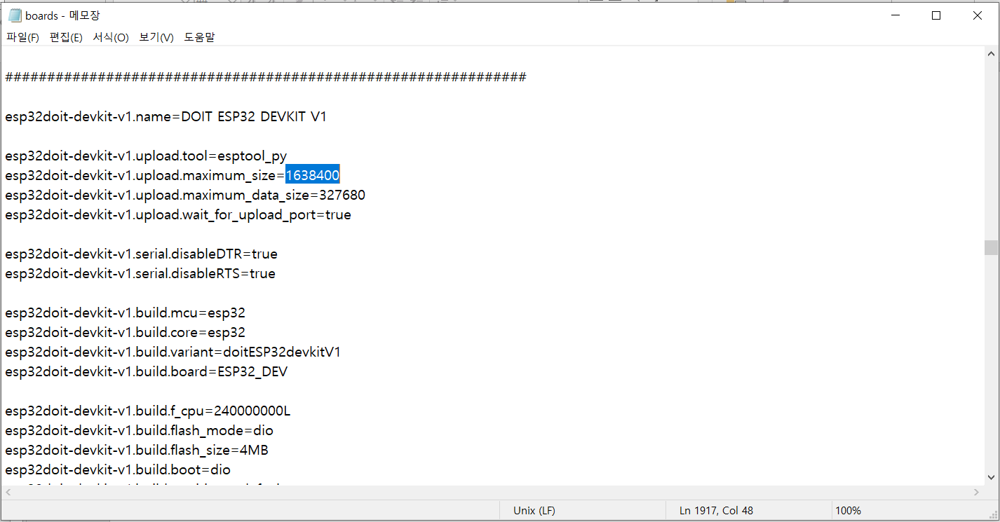 boards - 메모장
파일(F) 편집(E) 서식(O) 보기(V) 도움말
##############################################################
esp32doit-devkit-v1.name=DOIT ESP32 DEVKIT V1
esp32doit-devkit-v1.upload.tool=esptool_py
esp32doit-devkit-v1.upload.maximum_size=1638400
esp32doit-devkit-v1.upload.maximum_data_size=327680
esp32doit-devkit-v1.upload.wait_for_upload_port=true
esp32doit-devkit-v1.serial.disableDTR=true
esp32doit-devkit-v1.serial.disableRTS=true
esp32doit-devkit-v1.build.mcu=esp32
esp32doit-devkit-v1.build.core=esp32
esp32doit-devkit-v1.build.variant=doitESP32devkitV1
esp32doit-devkit-v1.build.board=ESP32_DEV
esp32doit-devkit-v1.build.f_cpu=240000000L
esp32doit-devkit-v1.build.flash_mode=dio
esp32doit-devkit-v1.build.flash_size=4MB
esp32doit-devkit-v1.build.boot=dio
Unix (LF) Ln 1917, Col 48 100%